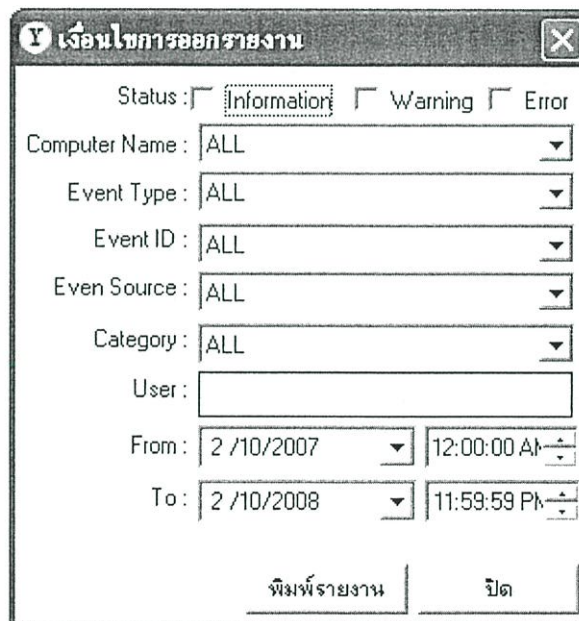 Y เงื่อนไขการออกรายงาน
Status : Information Warning Error
Computer Name : ALL
Event Type : ALL
Event ID : ALL
Even Source : ALL
Category : ALL
User :
From : 2 /10/2007 12:00:00 AM
To : 2 /10/2008 11:59:59 PM
พิมพ์รายงาน ปิด